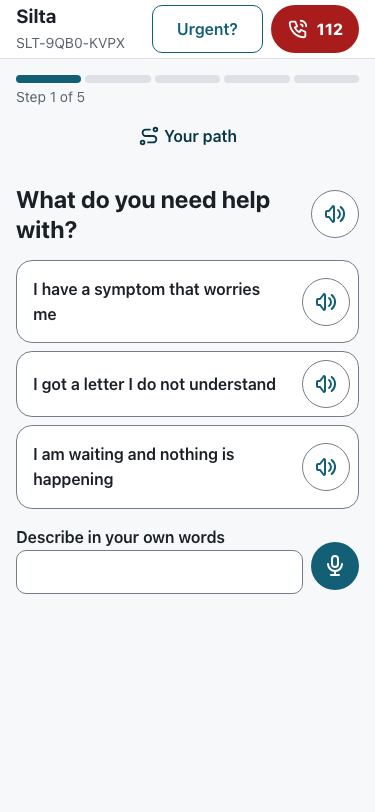 Silta
SLT-9QB0-KVPX
Urgent?
112
Step 1 of 5
Your path
What do you need help
with?
I have a symptom that worries
me
I got a letter I do not understand
I am waiting and nothing is
happening
Describe in your own words